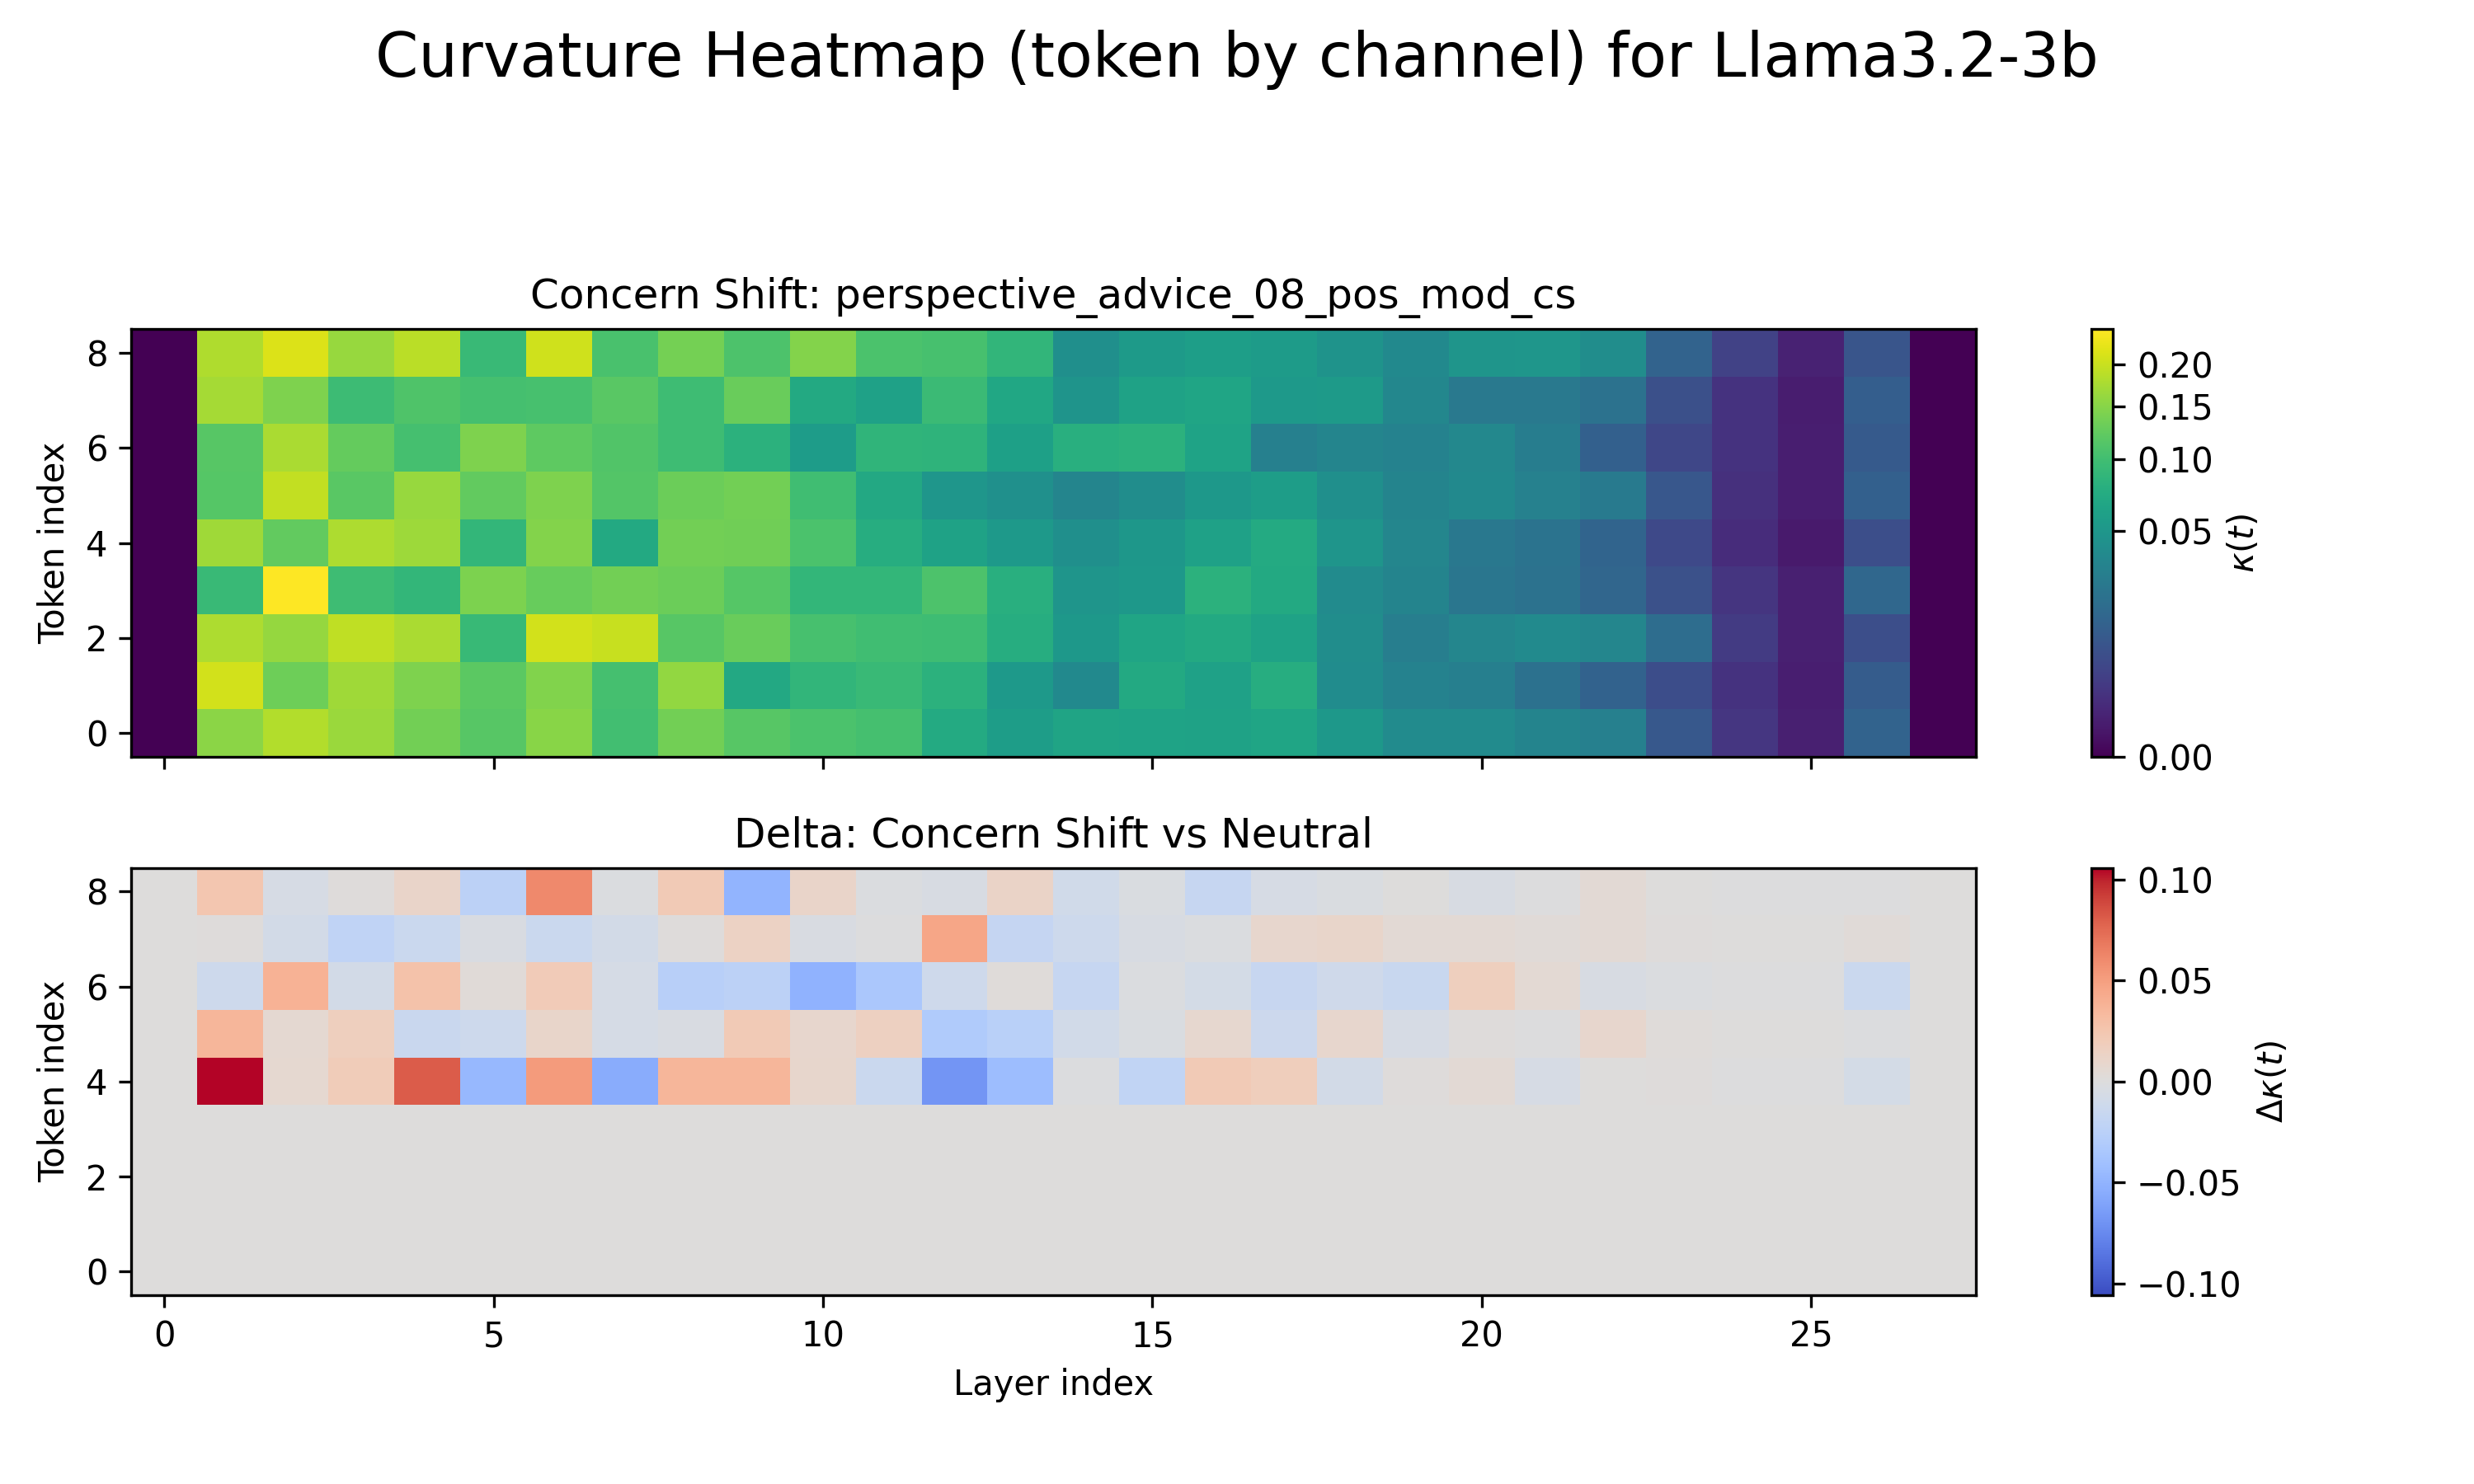 Curvature Heatmap (token by channel) for Llama3.2-3b
Concern Shift: perspective_advice_08_pos_mod_cs
Token index
8
6
4
2
0
0.20
0.15
0.10
0.05
0.00
κ(t)
Delta: Concern Shift vs Neutral
Token index
8
6
4
2
0
0 5 10 15 20 25
Layer index
0.10
0.05
0.00
−0.05
−0.10
Δκ(t)